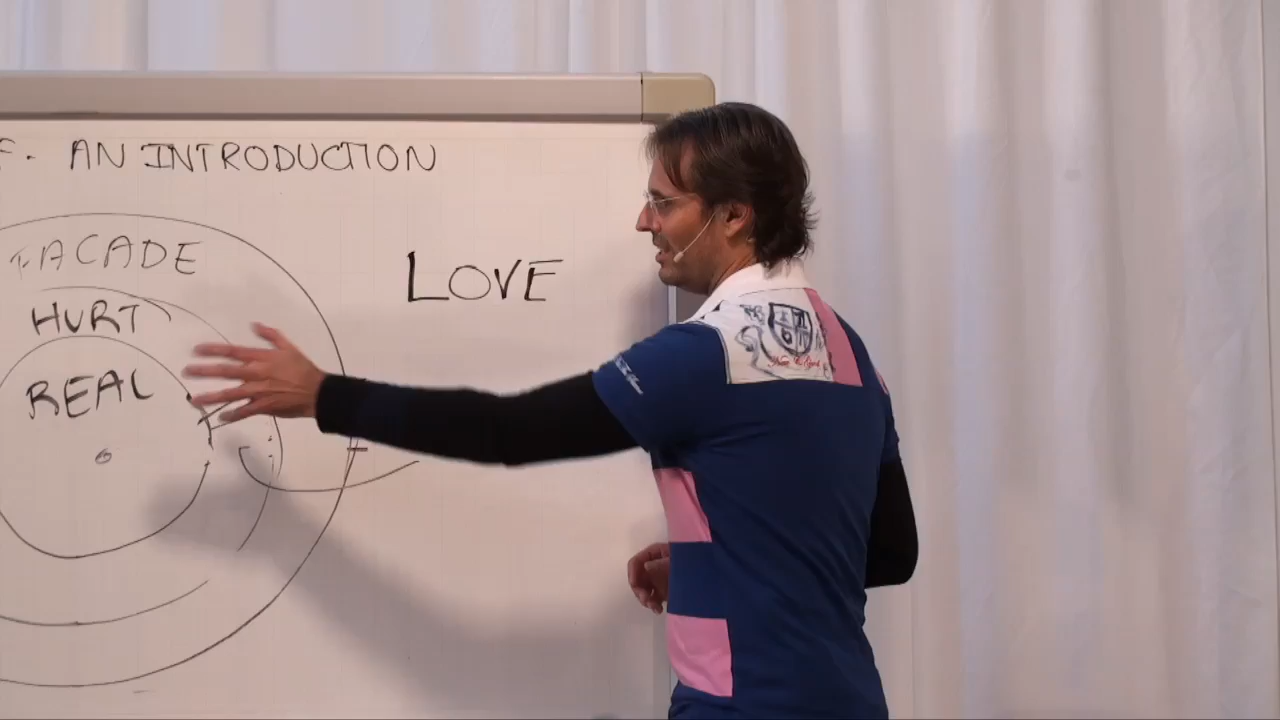 F. AN INTRODUCTION
FACADE
LOVE
HURT
REAL